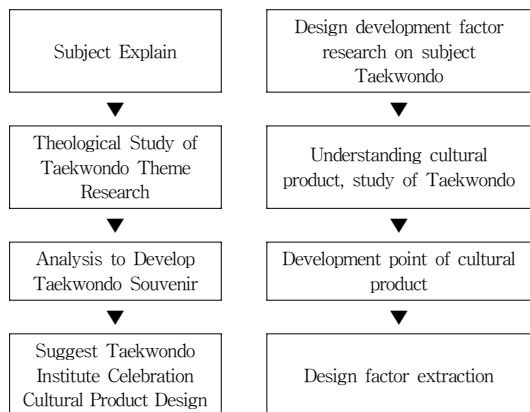 Subject Explain
Design development factor
research on subject
Taekwondo
▼
▼
Theological Study of
Taekwondo Theme
Research
Understanding cultural
product, study of Taekwondo
▼
▼
Analysis to Develop
Taekwondo Souvenir
Development point of cultural
product
▼
▼
Suggest Taekwondo
Institute Celebration
Cultural Product Design
Design factor extraction